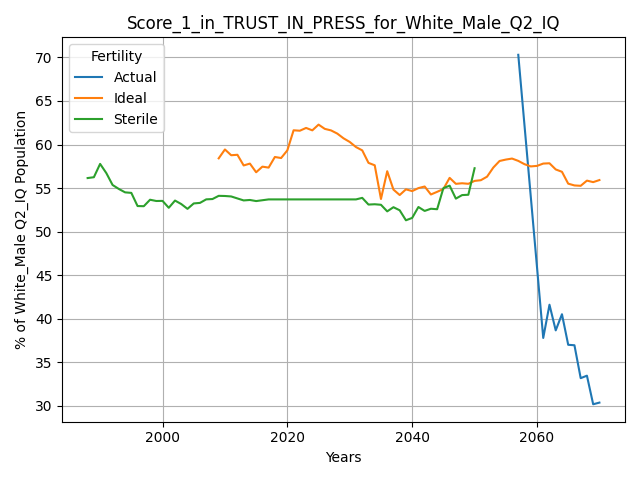 Score_1_in_TRUST_IN_PRESS_for_White_Male_Q2_IQ
Fertility
Actual
Ideal
Sterile
% of White_Male Q2_IQ Population
70
65
60
55
50
45
40
35
30
2000
2020
2040
2060
Years